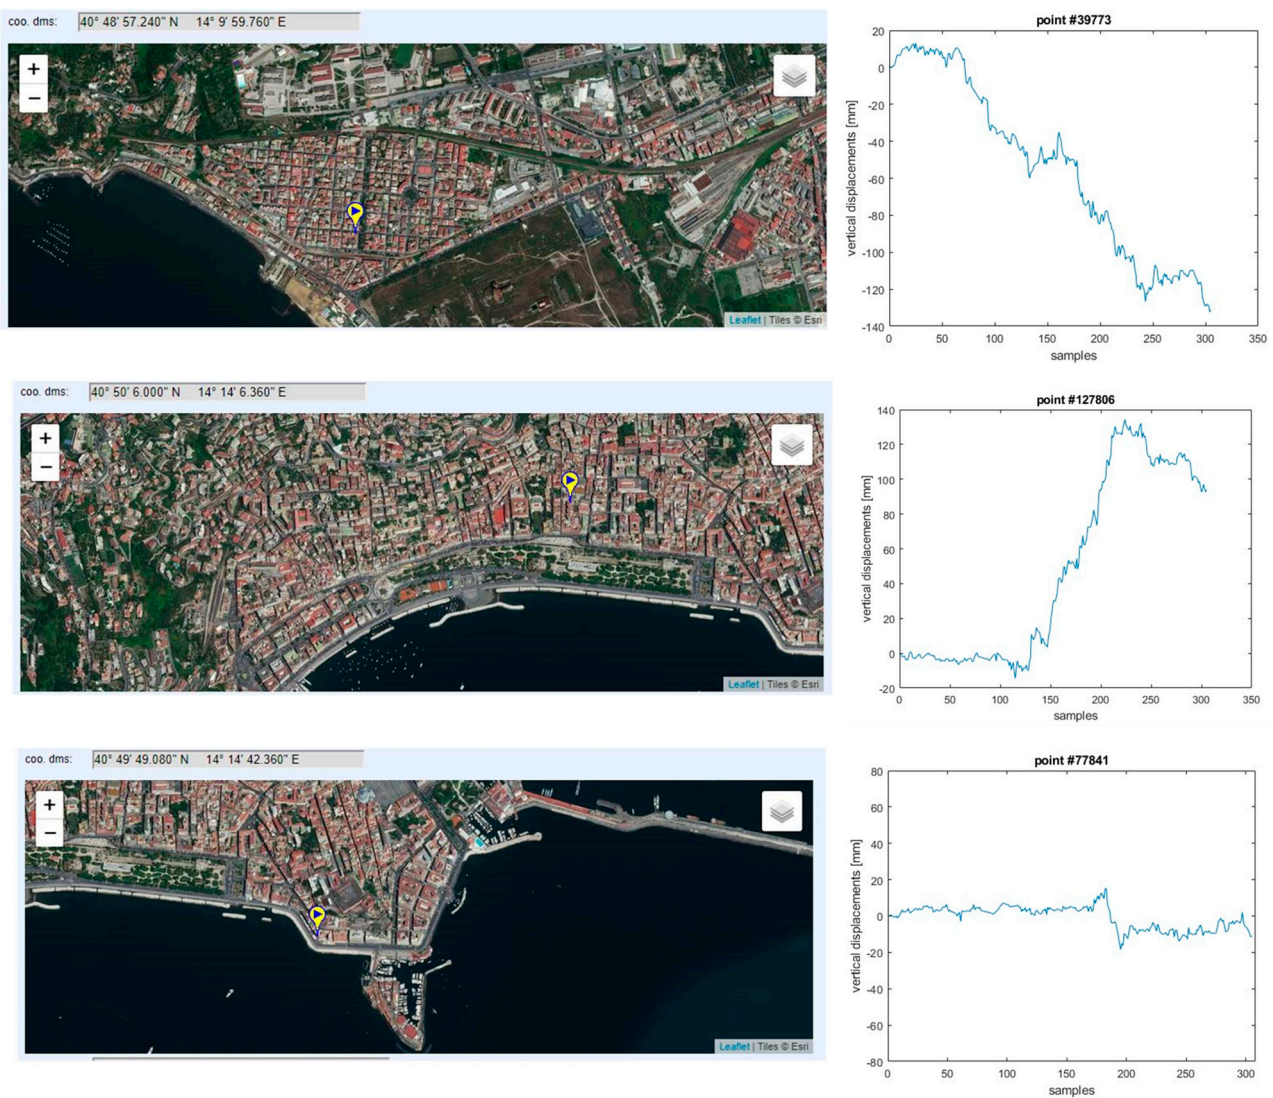 coo. dms: 40° 48' 57.240" N 14° 9' 59.760" E
+
−
Leaflet | Tiles © Esri
point #39773
20
0
-20
-40
-60
-80
-100
-120
-140
vertical displacements [mm]
0 50 100 150 200 250 300 350
samples
coo. dms: 40° 50' 6.000" N 14° 14' 6.360" E
+
−
Leaflet | Tiles © Esri
point #127806
140
120
100
80
60
40
20
0
-20
vertical displacements [mm]
0 50 100 150 200 250 300 350
samples
coo. dms: 40° 49' 49.080" N 14° 14' 42.360" E
+
−
Leaflet | Tiles © Esri
point #77841
80
60
40
20
0
-20
-40
-60
-80
vertical displacements [mm]
0 50 100 150 200 250 300
samples